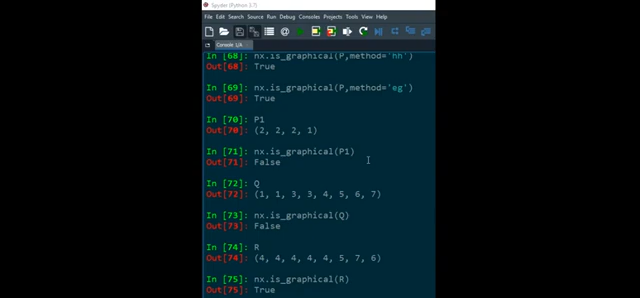 Spyder (Python 3.7)
File Edit Search Source Run Debug Consoles Projects Tools View Help
Console 1/A
In [68]: nx.is_graphical(P,method='hh')
Out[68]: True
In [69]: nx.is_graphical(P,method='eg')
Out[69]: True
In [70]: P1
Out[70]: (2, 2, 2, 1)
In [71]: nx.is_graphical(P1)
Out[71]: False
In [72]: Q
Out[72]: (1, 1, 3, 3, 4, 5, 6, 7)
In [73]: nx.is_graphical(Q)
Out[73]: False
In [74]: R
Out[74]: (4, 4, 4, 4, 4, 5, 7, 6)
In [75]: nx.is_graphical(R)
Out[75]: True